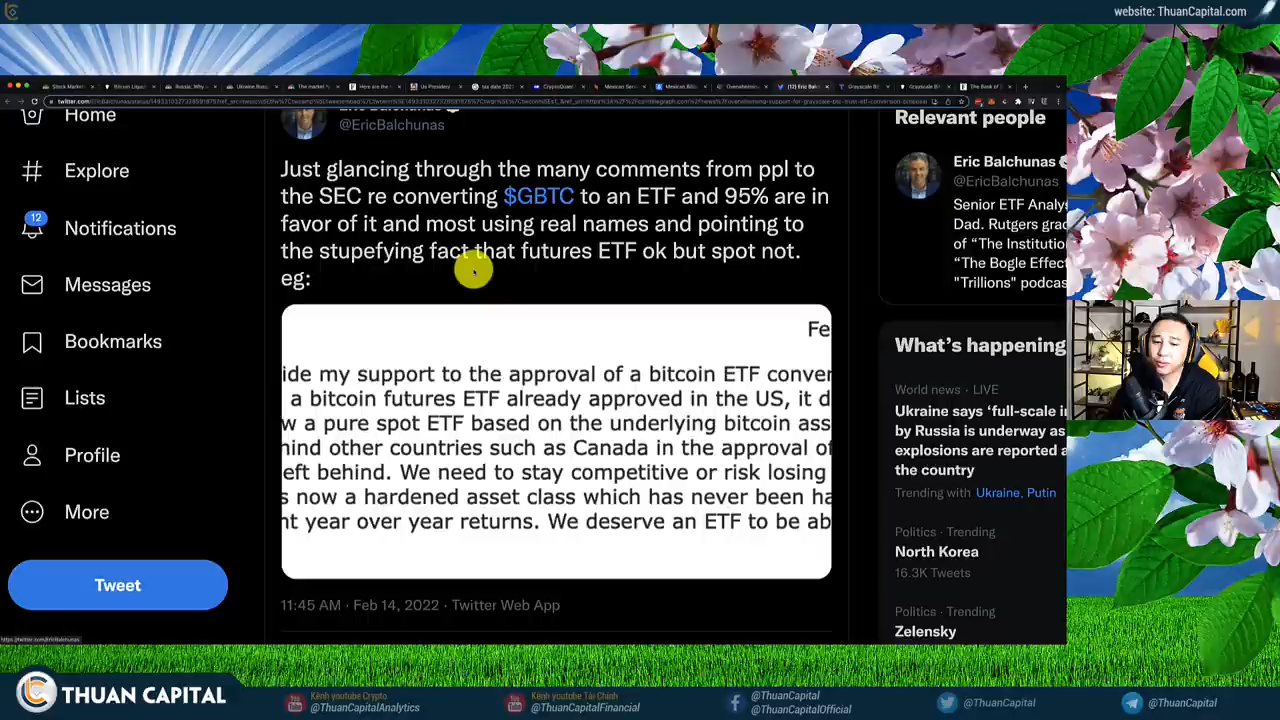 website: ThuanCapital.com
Home
@EricBalchunas
Explore
Notifications
12
Messages
Bookmarks
Lists
Profile
More
Tweet
Just glancing through the many comments from ppl to
the SEC re converting $GBTC to an ETF and 95% are in
favor of it and most using real names and pointing to
the stupefying fact that futures ETF ok but spot not.
eg:
Fe
ide my support to the approval of a bitcoin ETF conver
a bitcoin futures ETF already approved in the US, it d
w a pure spot ETF based on the underlying bitcoin ass
hind other countries such as Canada in the approval of
eft behind. We need to stay competitive or risk losing
s now a hardened asset class which has never been ha
nt year over year returns. We deserve an ETF to be ab
11:45 AM · Feb 14, 2022 · Twitter Web App
Relevant people
Eric Balchunas
@EricBalchunas
Senior ETF Analys
Dad. Rutgers grad
of “The Institution
“The Bogle Effect
"Trillions" podcas
What’s happening
World news · LIVE
Ukraine says ‘full-scale i
by Russia is underway as
explosions are reported a
the country
Trending with Ukraine, Putin
Politics · Trending
North Korea
16.3K Tweets
Politics · Trending
Zelensky
THUAN CAPITAL
Kênh youtube Crypto
@ThuanCapitalAnalytics
Kênh youtube Tài Chính
@ThuanCapitalFinancial
@ThuanCapital
@ThuanCapitalOfficial
@ThuanCapital
@ThuanCapital